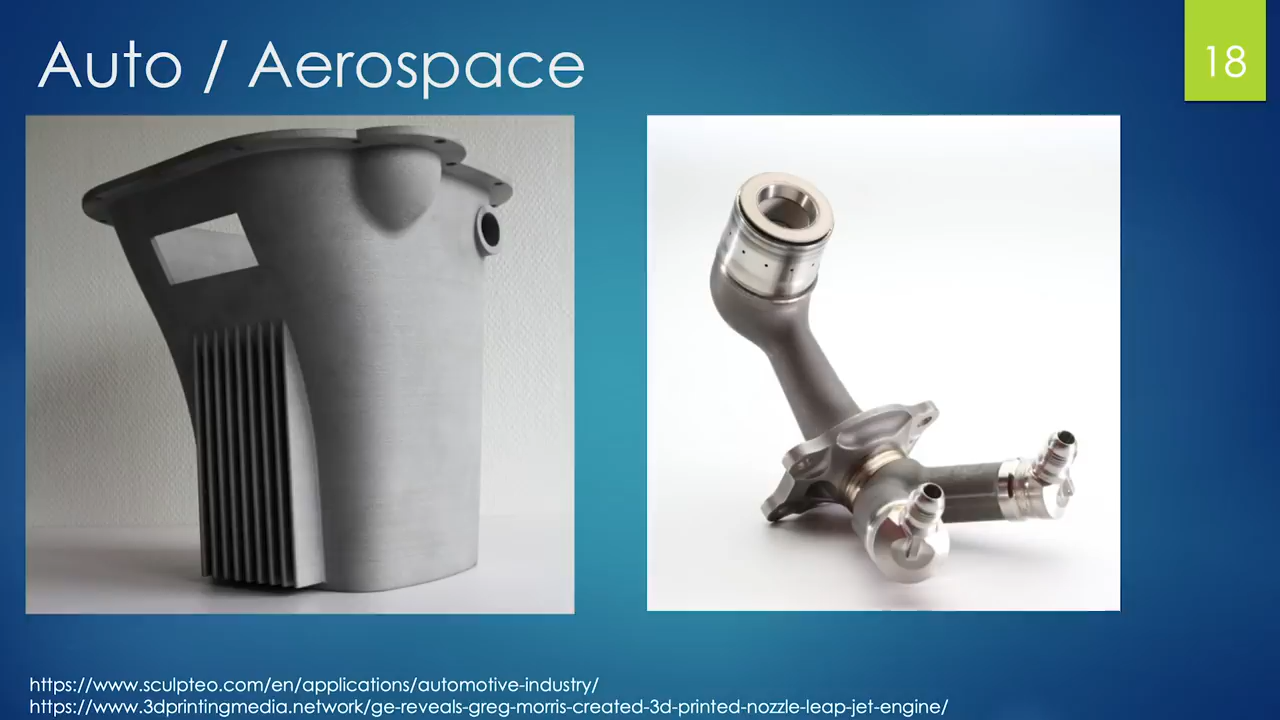 Auto / Aerospace
18
https://www.sculpteo.com/en/applications/automotive-industry/
https://www.3dprintingmedia.network/ge-reveals-greg-morris-created-3d-printed-nozzle-leap-jet-engine/